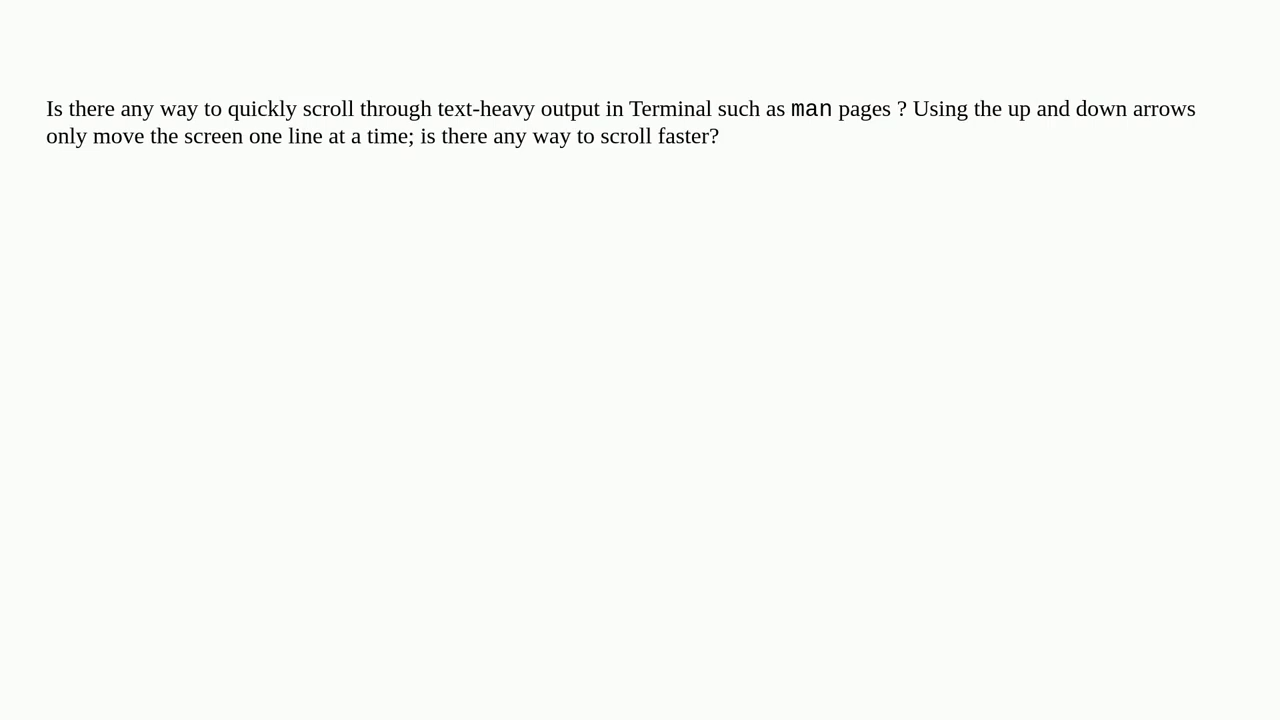 Is there any way to quickly scroll through text-heavy output in Terminal such as man pages ? Using the up and down arrows
only move the screen one line at a time; is there any way to scroll faster?